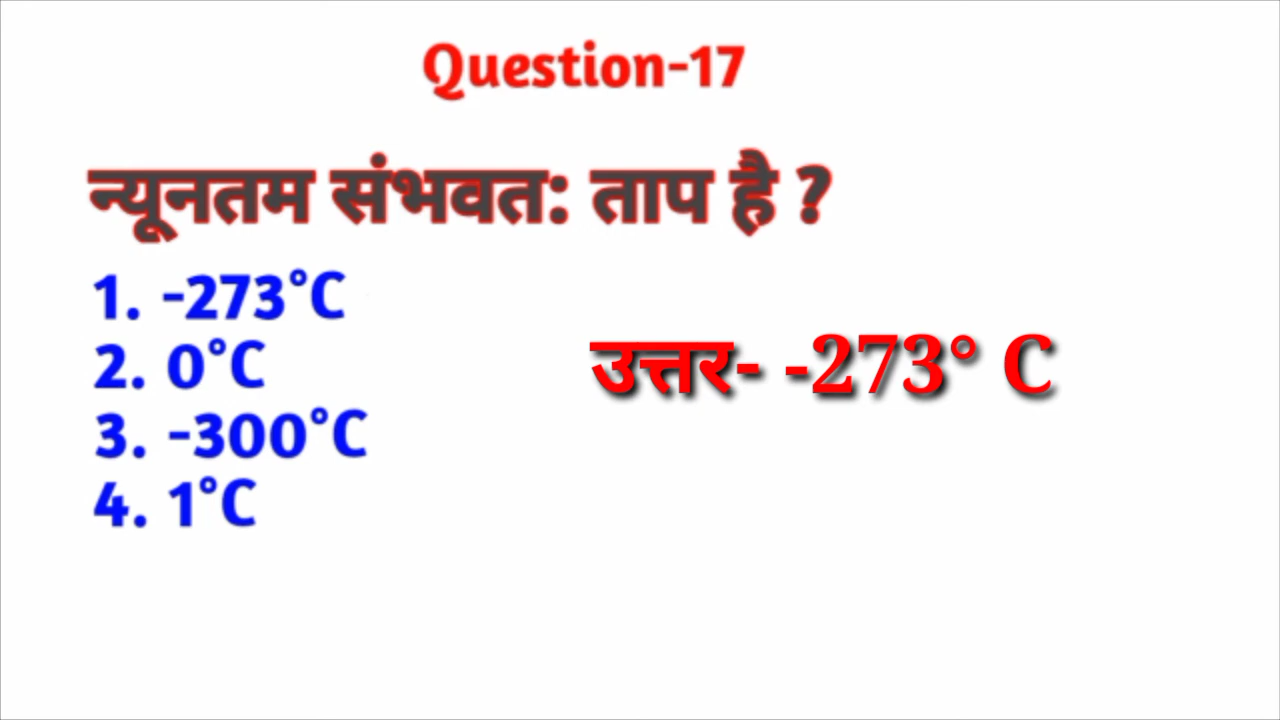 Question-17
न्यूनतम संभवत: ताप है ?
1. -273°C
2. 0°C
उत्तर- -273° C
3. -300°C
4. 1°C